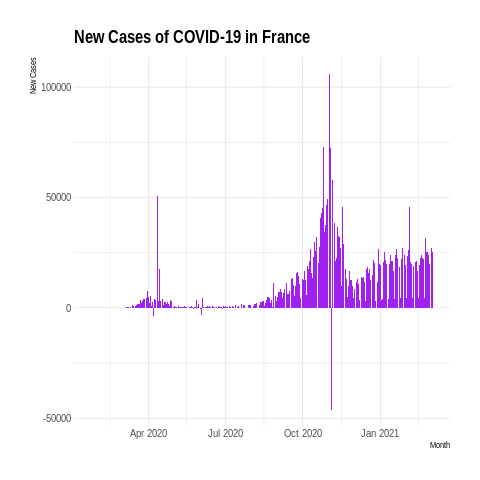 New Cases of COVID-19 in France
New Cases
100000
50000
0
-50000
Apr 2020 Jul 2020 Oct 2020 Jan 2021
Month